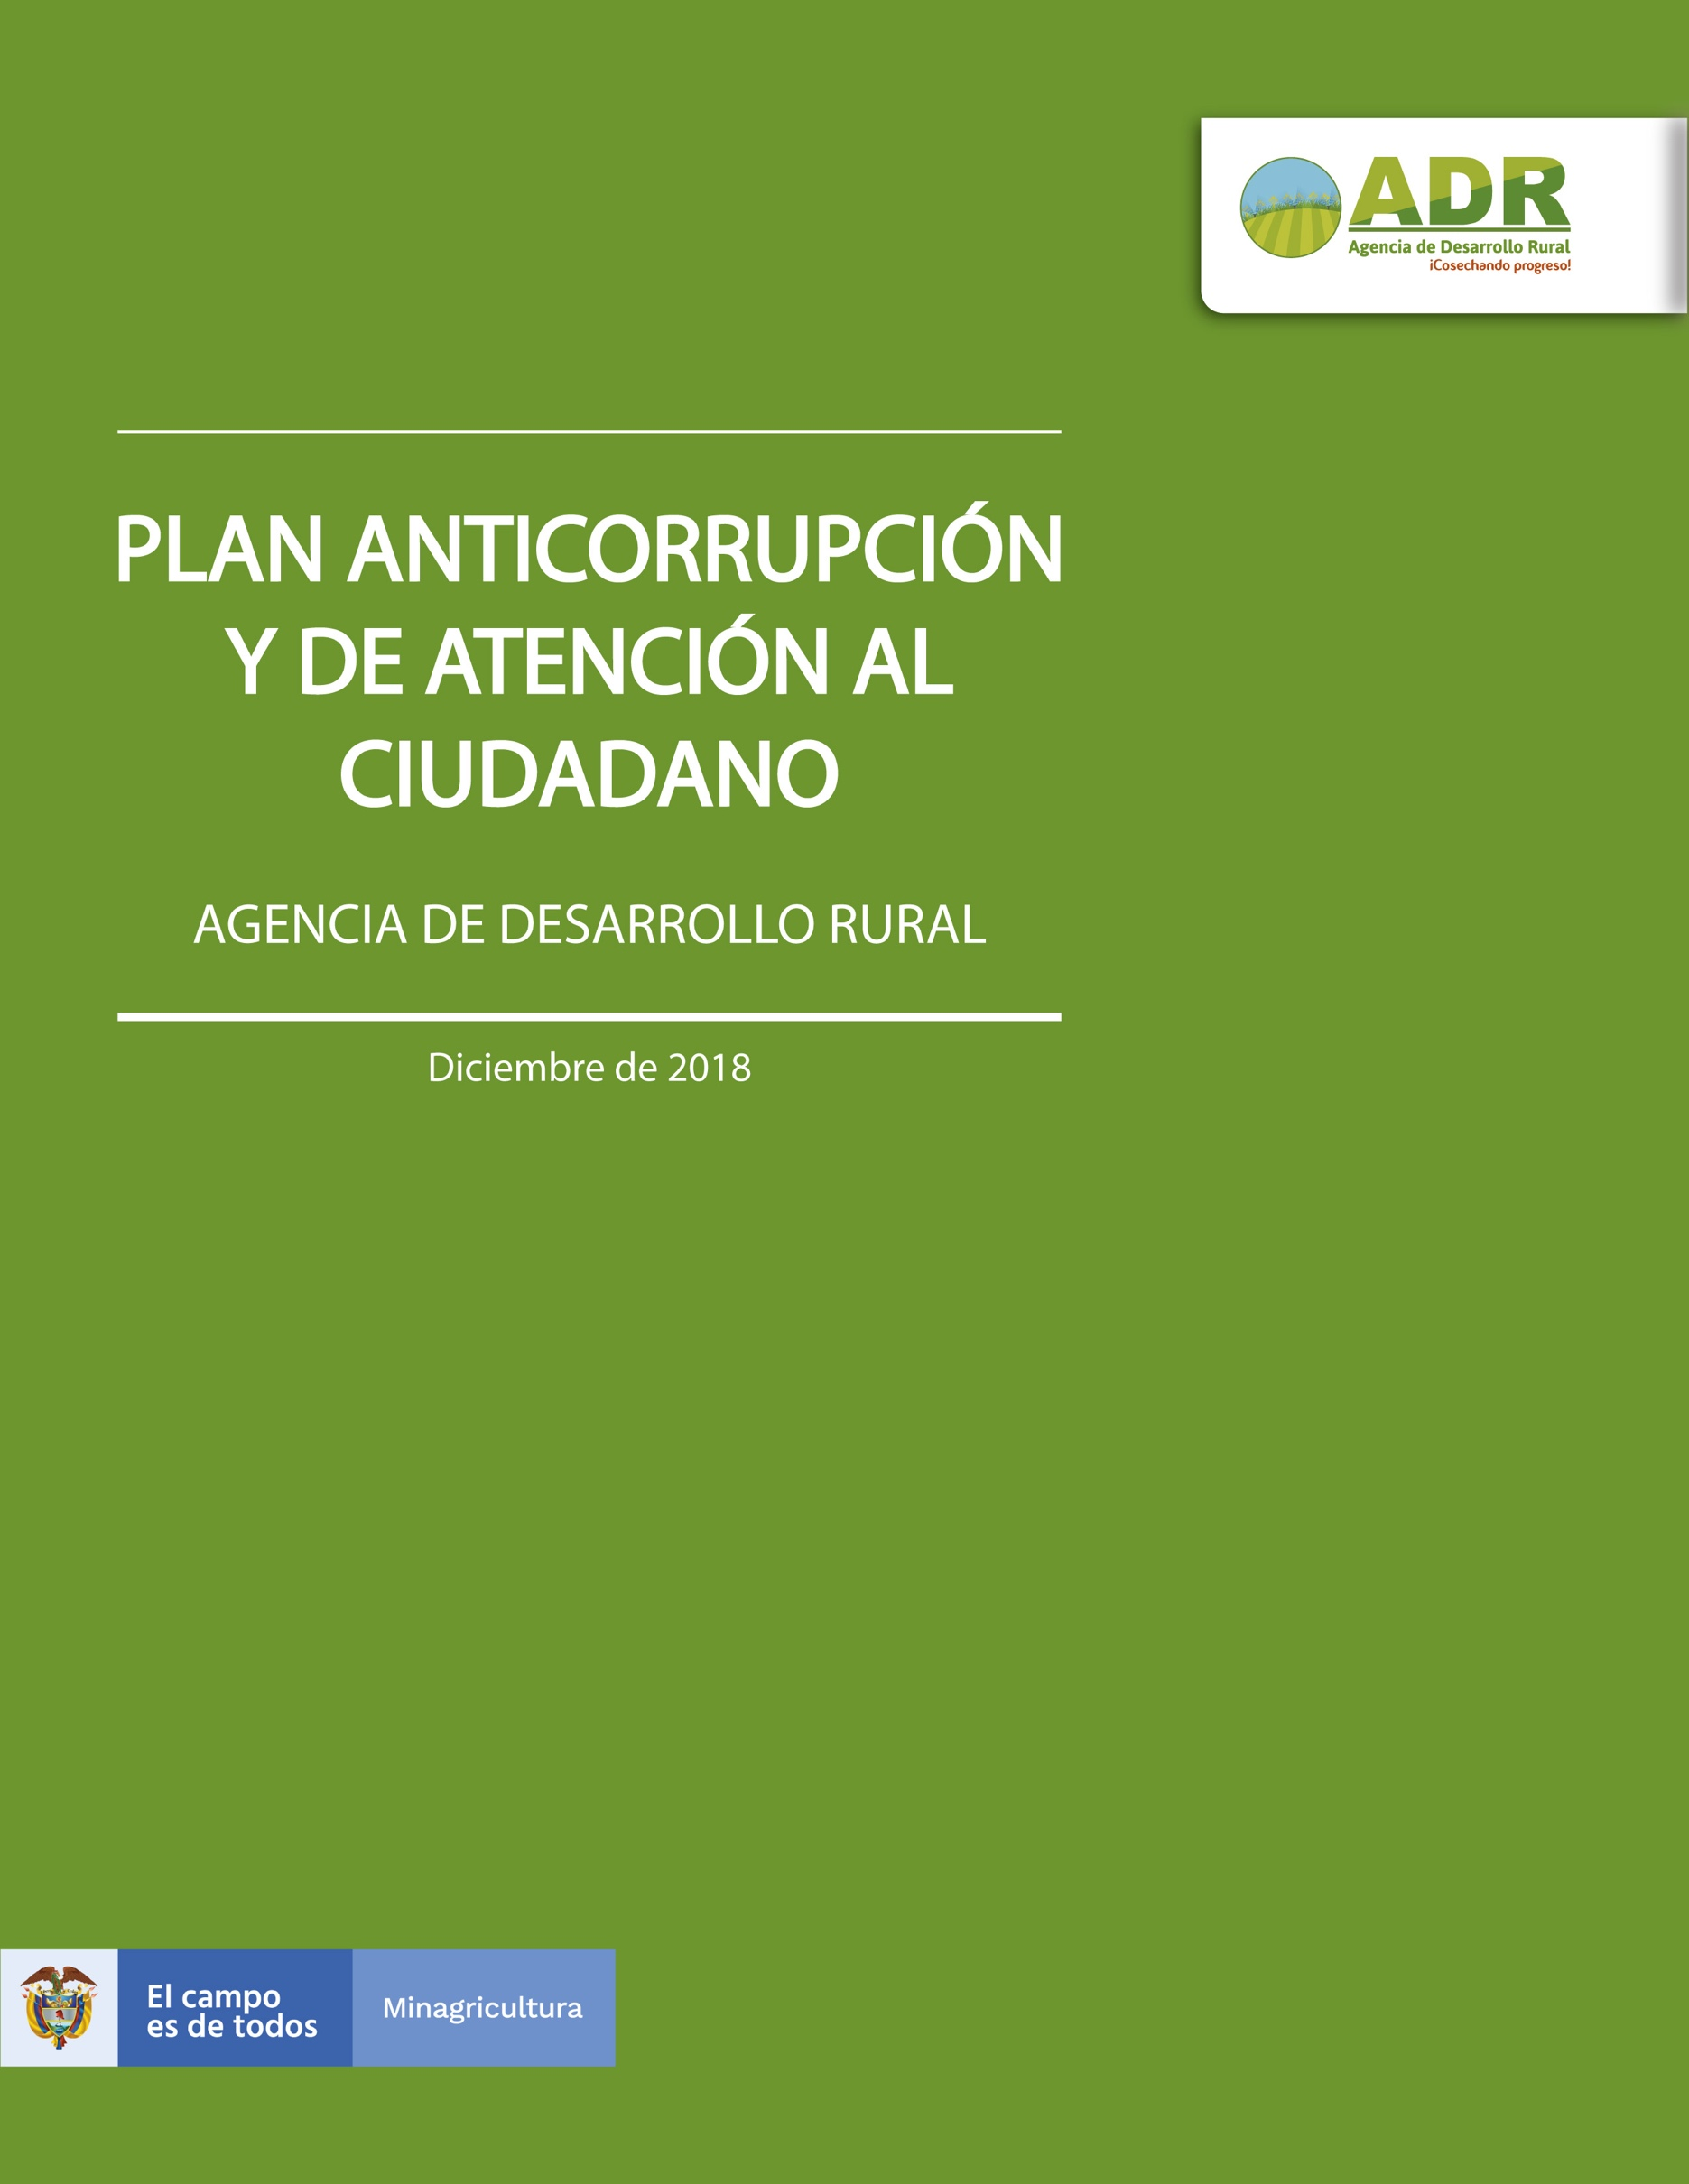 ADR
Agencia de Desarrollo Rural
¡Cosechando progreso!
PLAN ANTICORRUPCIÓN
Y DE ATENCIÓN AL
CIUDADANO
AGENCIA DE DESARROLLO RURAL
Diciembre de 2018
El campo
es de todos
Minagricultura